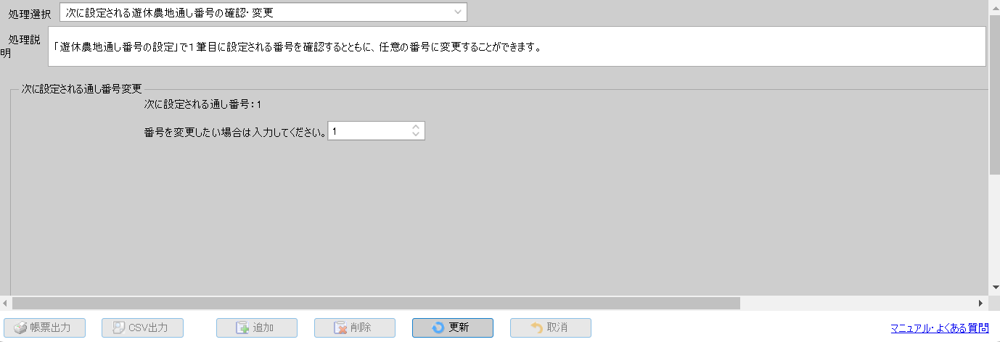 処理選択 次に設定される遊休農地通し番号の確認・変更
処理説明 「遊休農地通し番号の設定」で１筆目に設定される番号を確認するとともに、任意の番号に変更することができます。
次に設定される通し番号変更
次に設定される通し番号：1
番号を変更したい場合は入力してください。 1
帳票出力 CSV出力 追加 削除 更新 取消 マニュアル・よくある質問